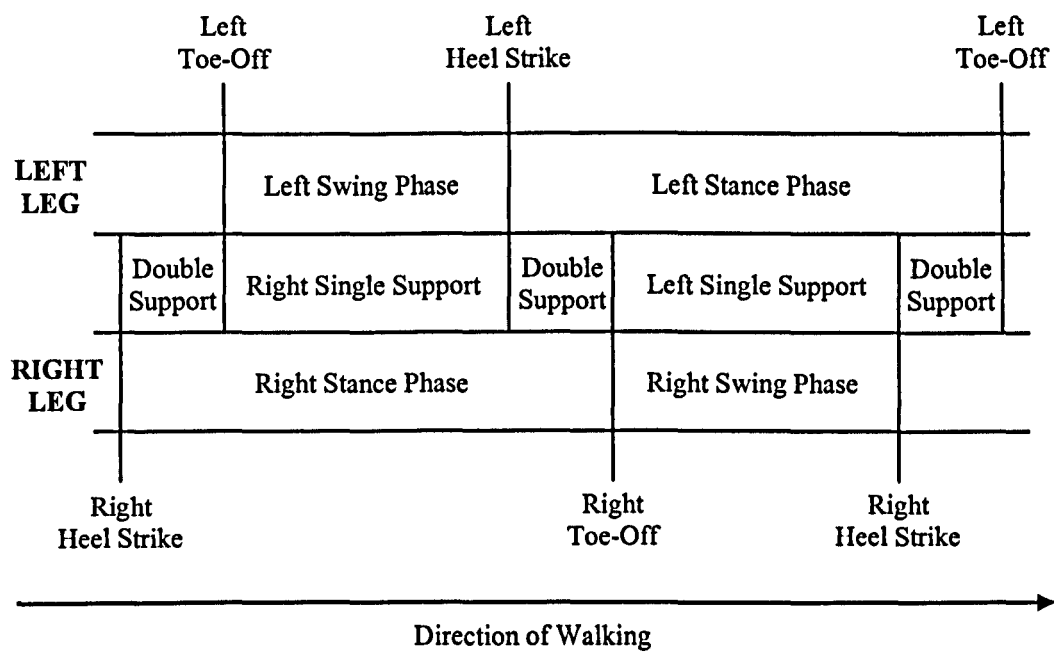 Left
Toe-Off
Left
Heel Strike
Left
Toe-Off
LEFT
LEG
Left Swing Phase
Left Stance Phase
Double
Support
Right Single Support
Double
Support
Left Single Support
Double
Support
RIGHT
LEG
Right Stance Phase
Right Swing Phase
Right
Heel Strike
Right
Toe-Off
Right
Heel Strike
Direction of Walking